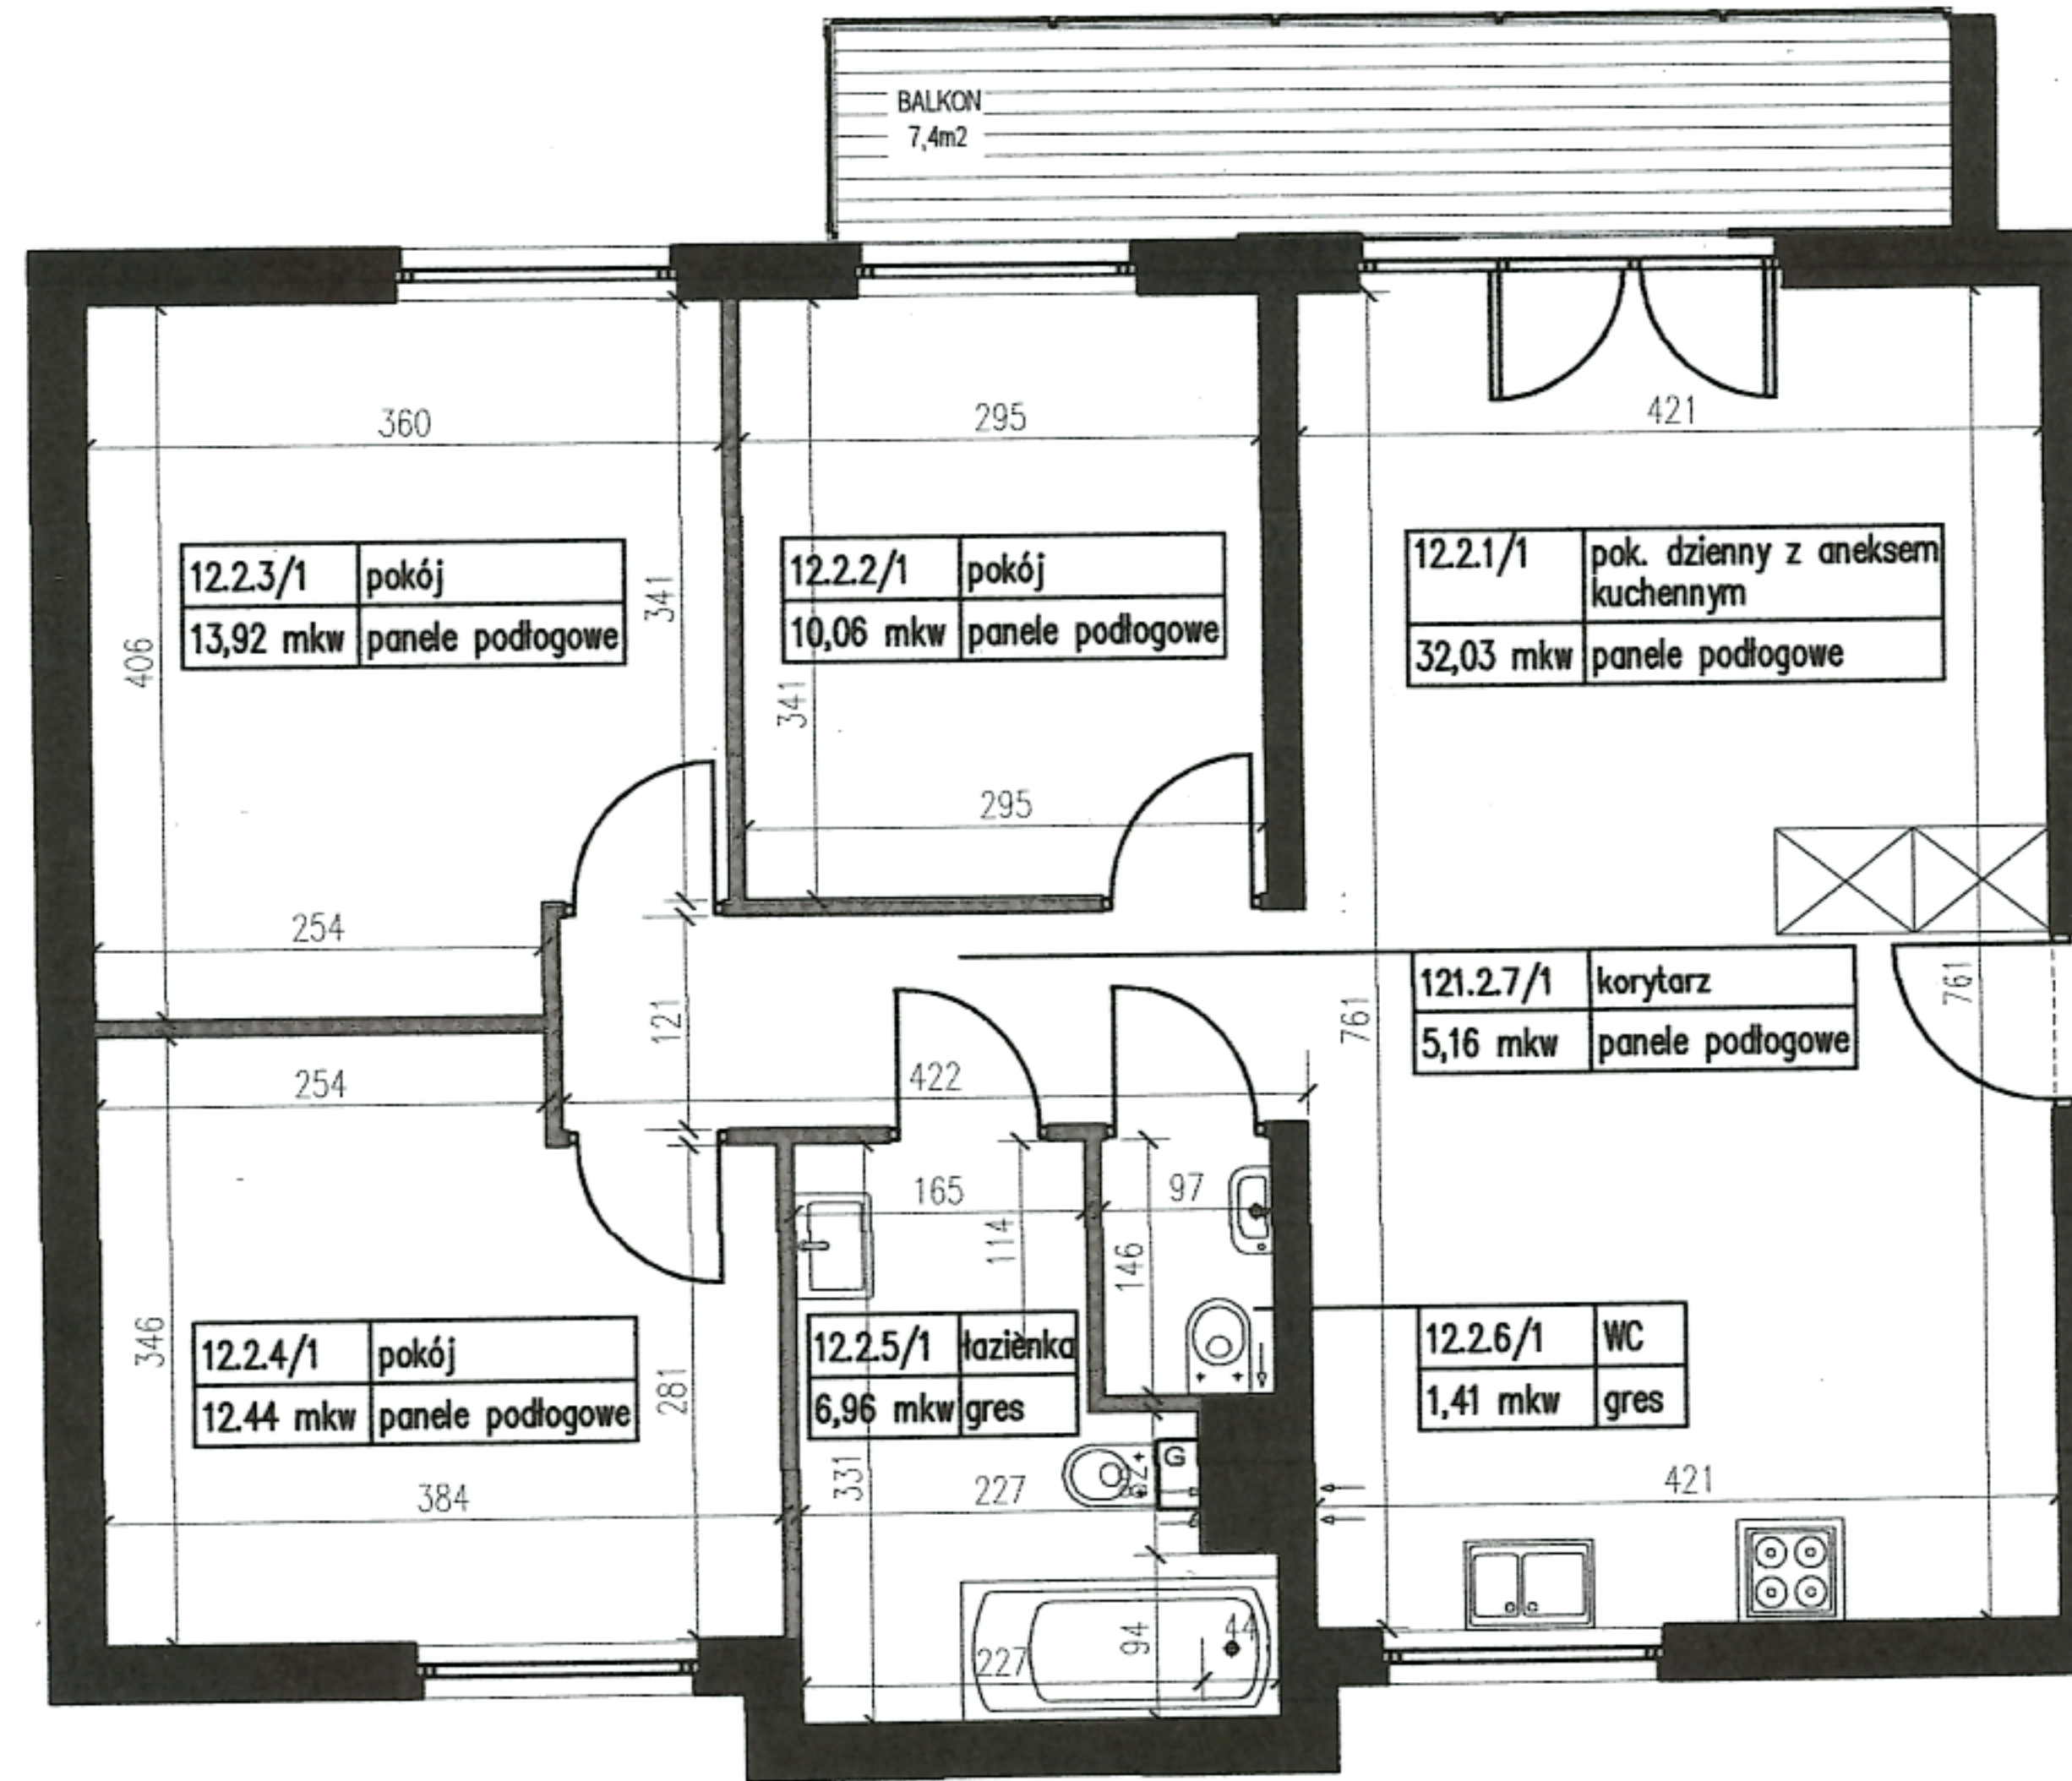 BALKON
7,4m2
360
295
421
12.2.3/1 pokój
13,92 mkw panele podłogowe
12.2.2/1 pokój
10,06 mkw panele podłogowe
12.2.1/1 pok. dzienny z aneksem
kuchennym
32,03 mkw panele podłogowe
406
341
341
295
254
121
761
761
121.2.7/1 korytarz
5,16 mkw panele podłogowe
254
422
165
97
114
146
346
281
12.2.4/1 pokój
12.44 mkw panele podłogowe
12.2.5/1 łazienka
6,96 mkw gres
12.2.6/1 WC
1,41 mkw gres
G
384
331
227
421
94
44
227